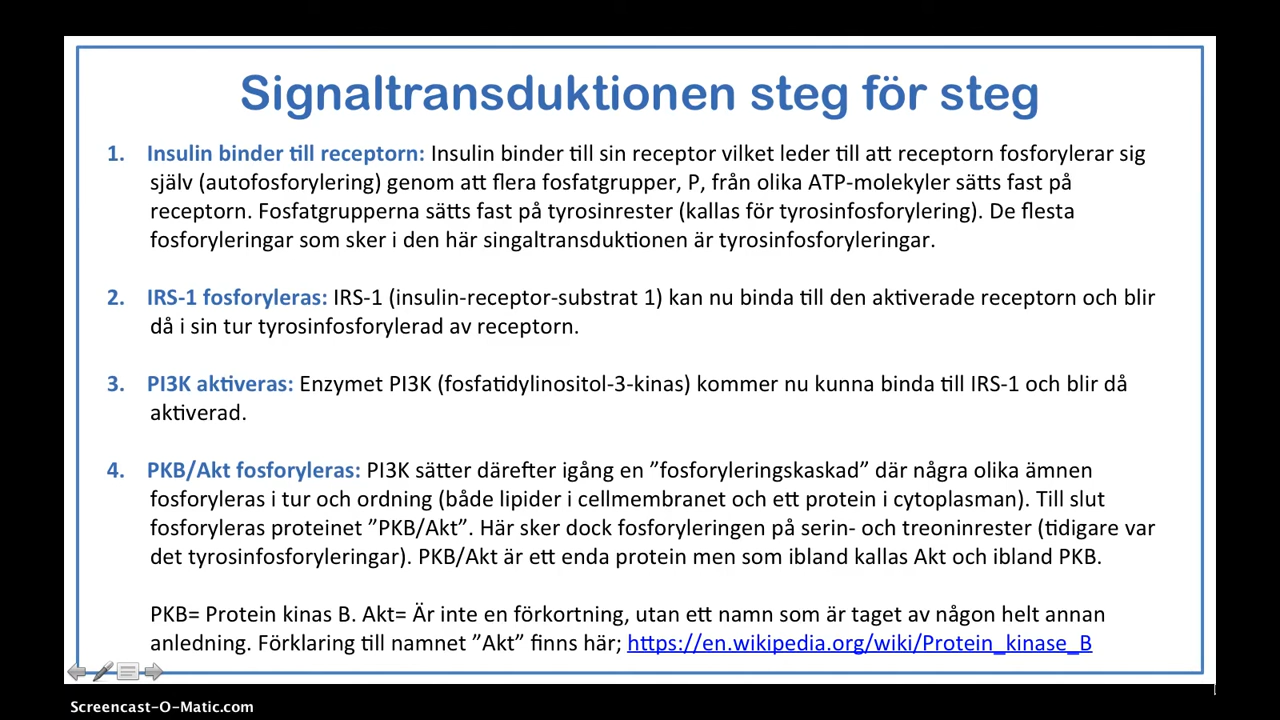 Signaltransduktionen steg för steg
1. Insulin binder till receptorn: Insulin binder till sin receptor vilket leder till att receptorn fosforylerar sig
själv (autofosforylering) genom att flera fosfatgrupper, P, från olika ATP-molekyler sätts fast på
receptorn. Fosfatgrupperna sätts fast på tyrosinrester (kallas för tyrosinfosforylering). De flesta
fosforyleringar som sker i den här singaltransduktionen är tyrosinfosforyleringar.
2. IRS-1 fosforyleras: IRS-1 (insulin-receptor-substrat 1) kan nu binda till den aktiverade receptorn och blir
då i sin tur tyrosinfosforylerad av receptorn.
3. PI3K aktiveras: Enzymet PI3K (fosfatidylinositol-3-kinas) kommer nu kunna binda till IRS-1 och blir då
aktiverad.
4. PKB/Akt fosforyleras: PI3K sätter därefter igång en ”fosforyleringskaskad” där några olika ämnen
fosforyleras i tur och ordning (både lipider i cellmembranet och ett protein i cytoplasman). Till slut
fosforyleras proteinet ”PKB/Akt”. Här sker dock fosforyleringen på serin- och treoninrester (tidigare var
det tyrosinfosforyleringar). PKB/Akt är ett enda protein men som ibland kallas Akt och ibland PKB.
PKB= Protein kinas B. Akt= Är inte en förkortning, utan ett namn som är taget av någon helt annan
anledning. Förklaring till namnet ”Akt” finns här; https://en.wikipedia.org/wiki/Protein_kinase_B
Screencast-O-Matic.com